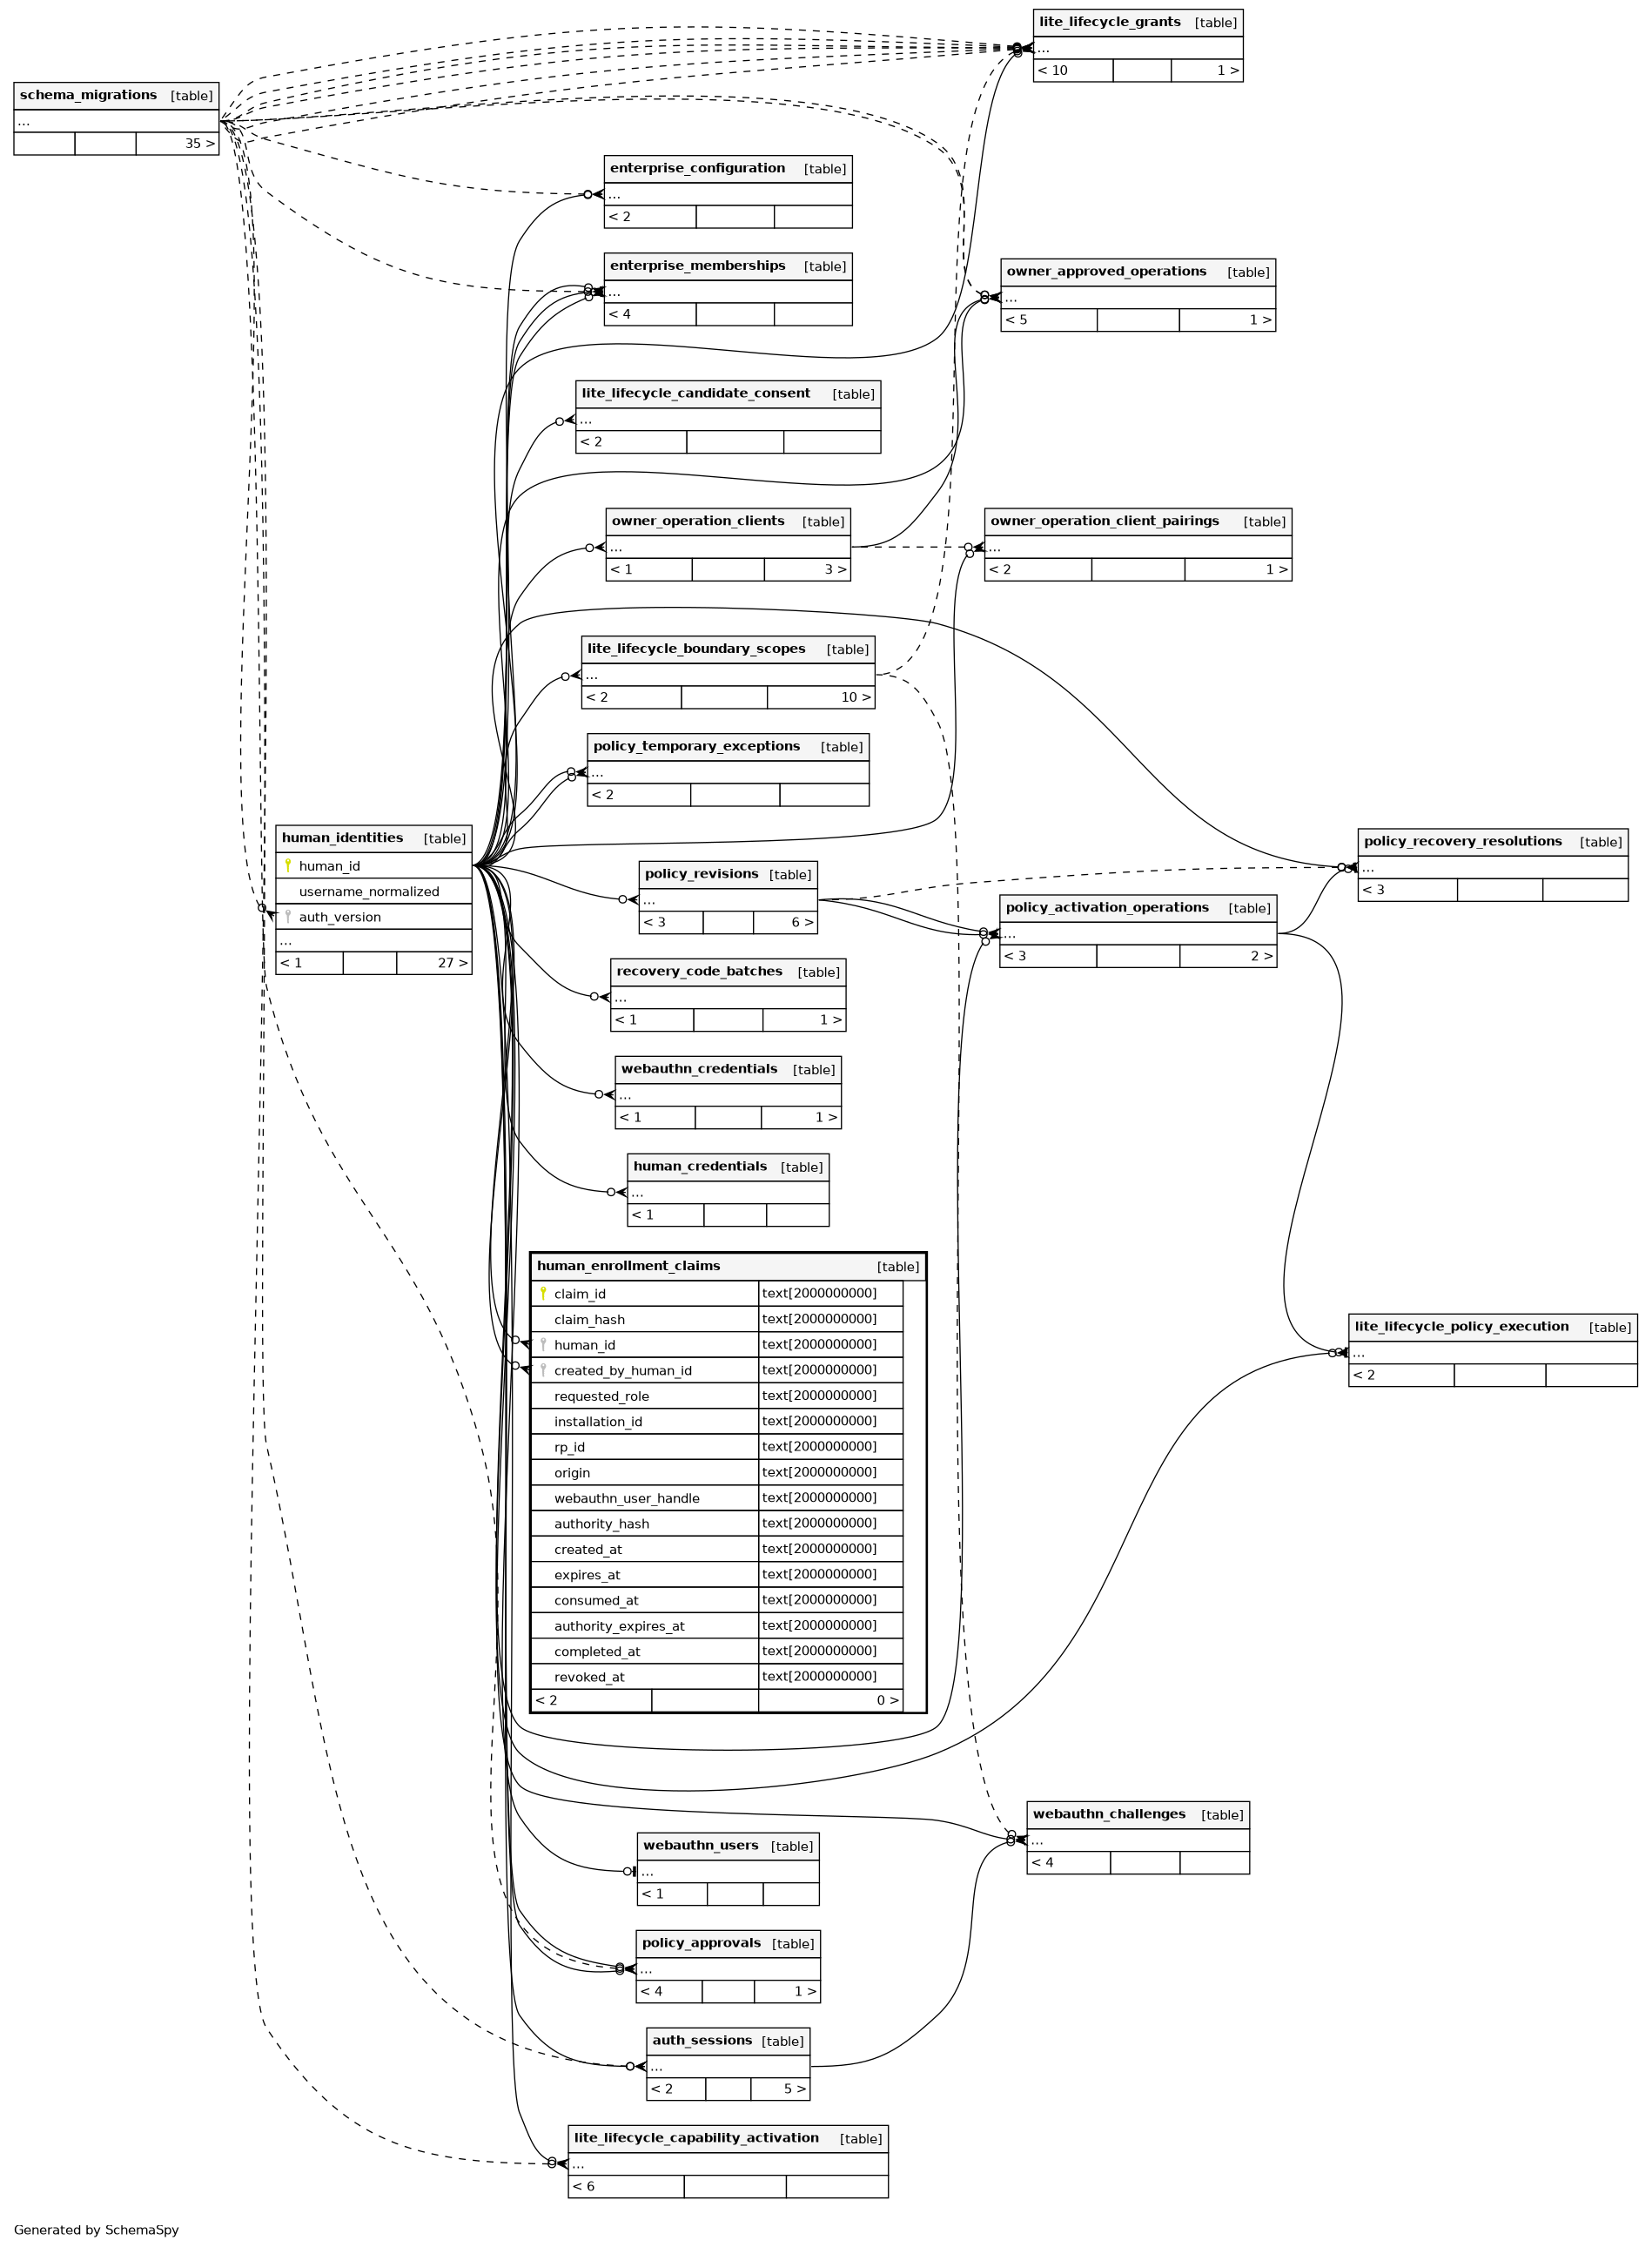 lite_lifecycle_grants [table]
...
< 10 1 >
schema_migrations [table]
...
35 >
enterprise_configuration [table]
...
< 2
enterprise_memberships [table]
...
< 4
owner_approved_operations [table]
...
< 5 1 >
lite_lifecycle_candidate_consent [table]
...
< 2
owner_operation_clients [table]
...
< 1 3 >
owner_operation_client_pairings [table]
...
< 2 1 >
lite_lifecycle_boundary_scopes [table]
...
< 2 10 >
policy_temporary_exceptions [table]
...
< 2
human_identities [table]
human_id
username_normalized
auth_version
...
< 1 27 >
policy_revisions [table]
...
< 3 6 >
policy_recovery_resolutions [table]
...
< 3
policy_activation_operations [table]
...
< 3 2 >
recovery_code_batches [table]
...
< 1 1 >
webauthn_credentials [table]
...
< 1 1 >
human_credentials [table]
...
< 1
human_enrollment_claims [table]
claim_id text[2000000000]
claim_hash text[2000000000]
human_id text[2000000000]
created_by_human_id text[2000000000]
requested_role text[2000000000]
installation_id text[2000000000]
rp_id text[2000000000]
origin text[2000000000]
webauthn_user_handle text[2000000000]
authority_hash text[2000000000]
created_at text[2000000000]
expires_at text[2000000000]
consumed_at text[2000000000]
authority_expires_at text[2000000000]
completed_at text[2000000000]
revoked_at text[2000000000]
< 2 0 >
lite_lifecycle_policy_execution [table]
...
< 2
webauthn_challenges [table]
...
< 4
webauthn_users [table]
...
< 1
policy_approvals [table]
...
< 4 1 >
auth_sessions [table]
...
< 2 5 >
lite_lifecycle_capability_activation [table]
...
< 6
Generated by SchemaSpy